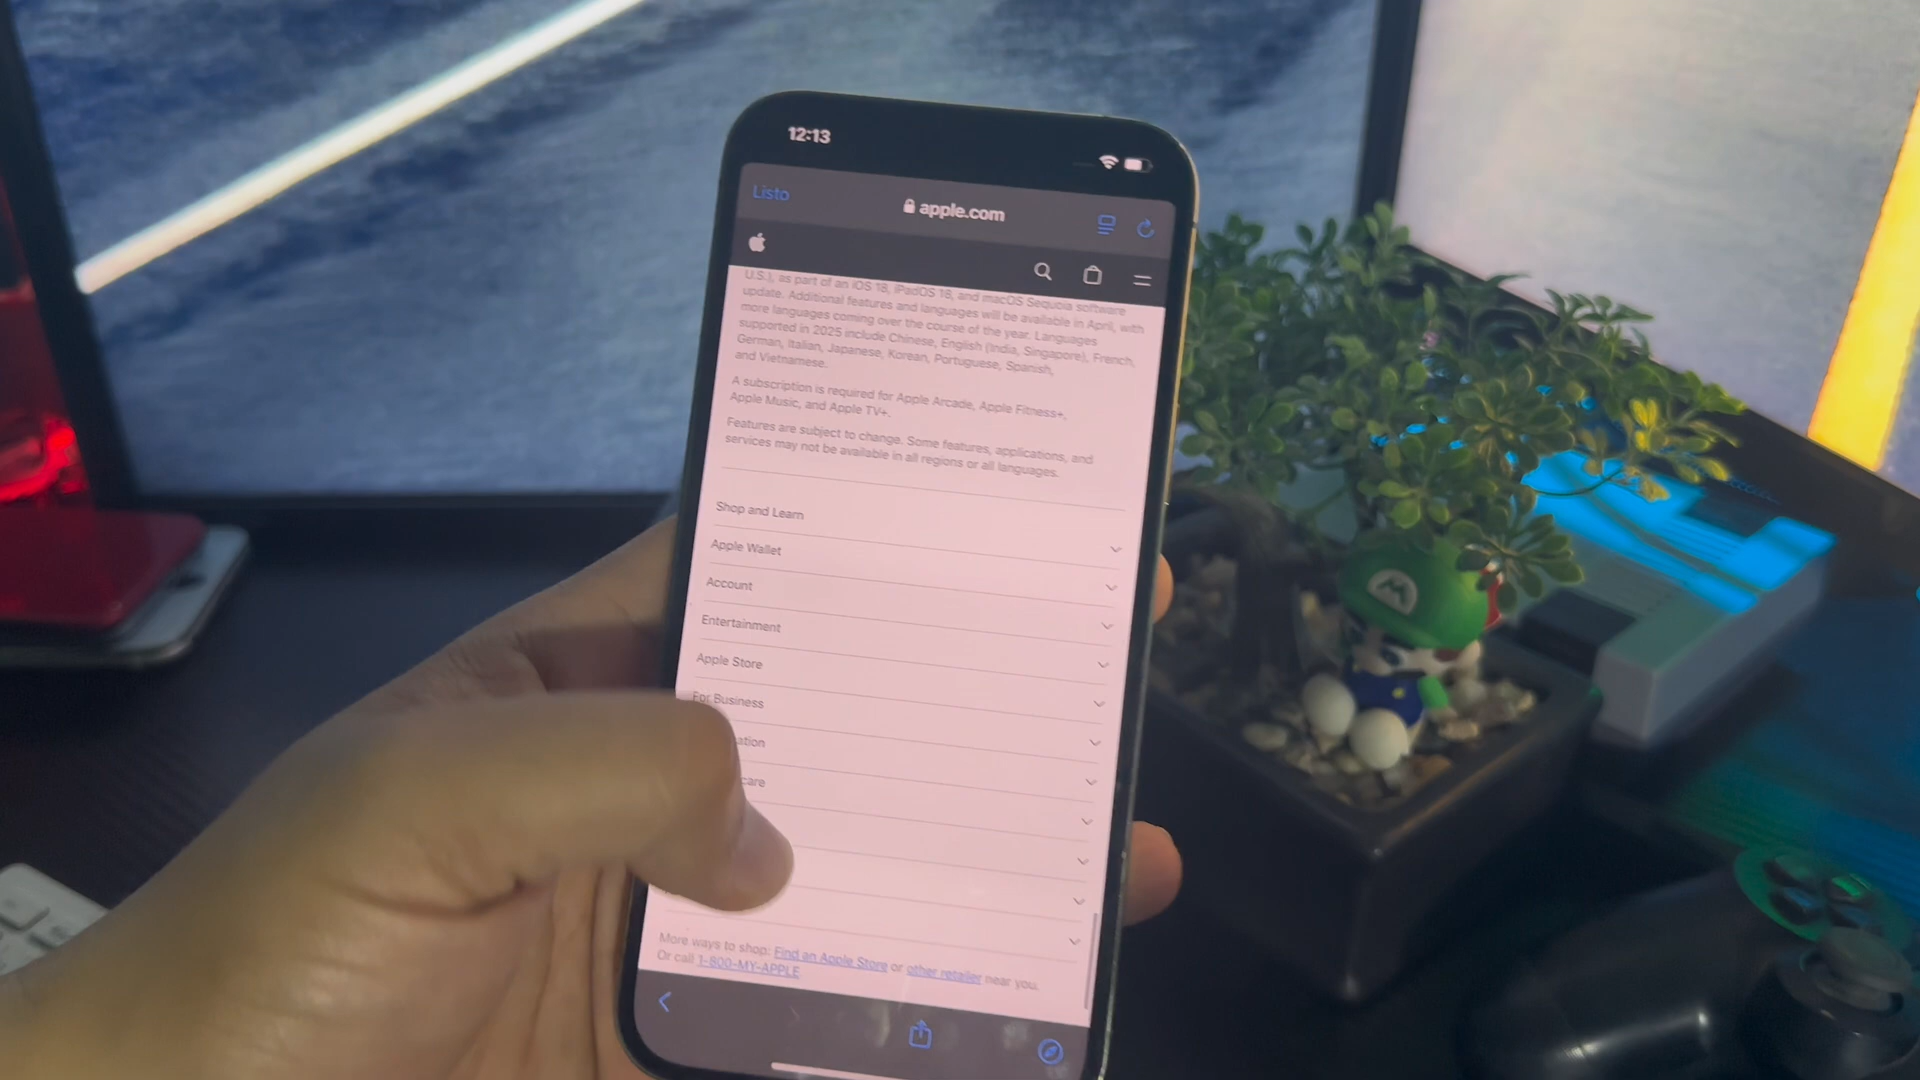 12:13
Listo
apple.com
U.S.), as part of an iOS 18, iPadOS 18, and macOS Sequoia software
update. Additional features and languages will be available in April, with
more languages coming over the course of the year. Languages
supported in 2025 include Chinese, English (India, Singapore), French,
German, Italian, Japanese, Korean, Portuguese, Spanish,
and Vietnamese.
A subscription is required for Apple Arcade, Apple Fitness+,
Apple Music, and Apple TV+.
Features are subject to change. Some features, applications, and
services may not be available in all regions or all languages.
Shop and Learn
Apple Wallet
Account
Entertainment
Apple Store
For Business
ation
care
More ways to shop: Find an Apple Store or other retailer near you.
Or call 1-800-MY-APPLE.
M